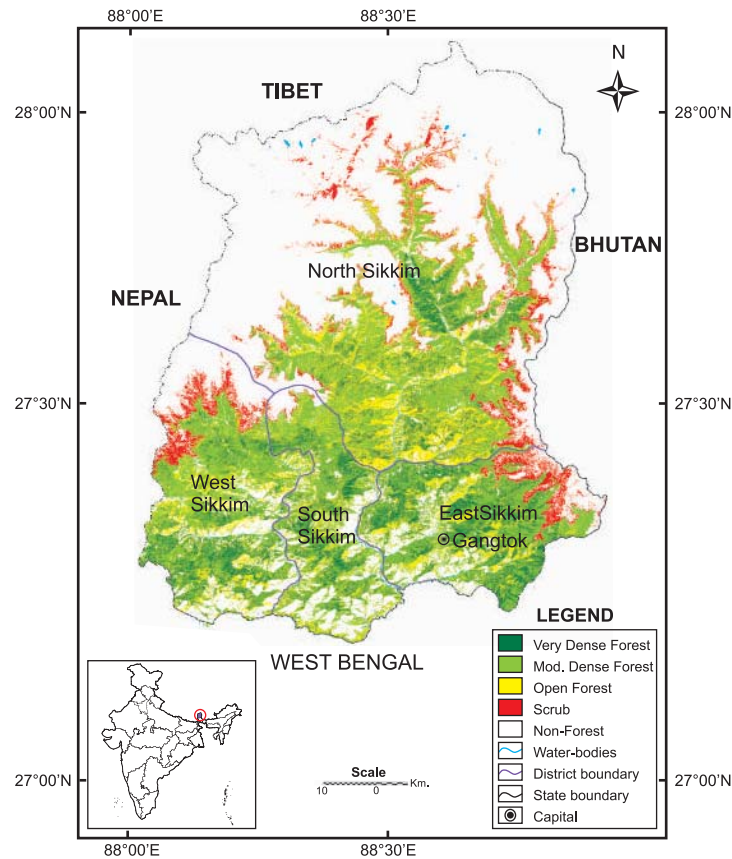 88°00'E
88°30'E
N
TIBET
28°00'N
28°00'N
BHUTAN
North Sikkim
NEPAL
27°30'N
27°30'N
West
Sikkim
South
Sikkim
EastSikkim
Gangtok
LEGEND
Very Dense Forest
Mod. Dense Forest
Open Forest
Scrub
Non-Forest
Water-bodies
District boundary
State boundary
Capital
WEST BENGAL
Scale
10 0 Km.
27°00'N
27°00'N
88°00'E
88°30'E